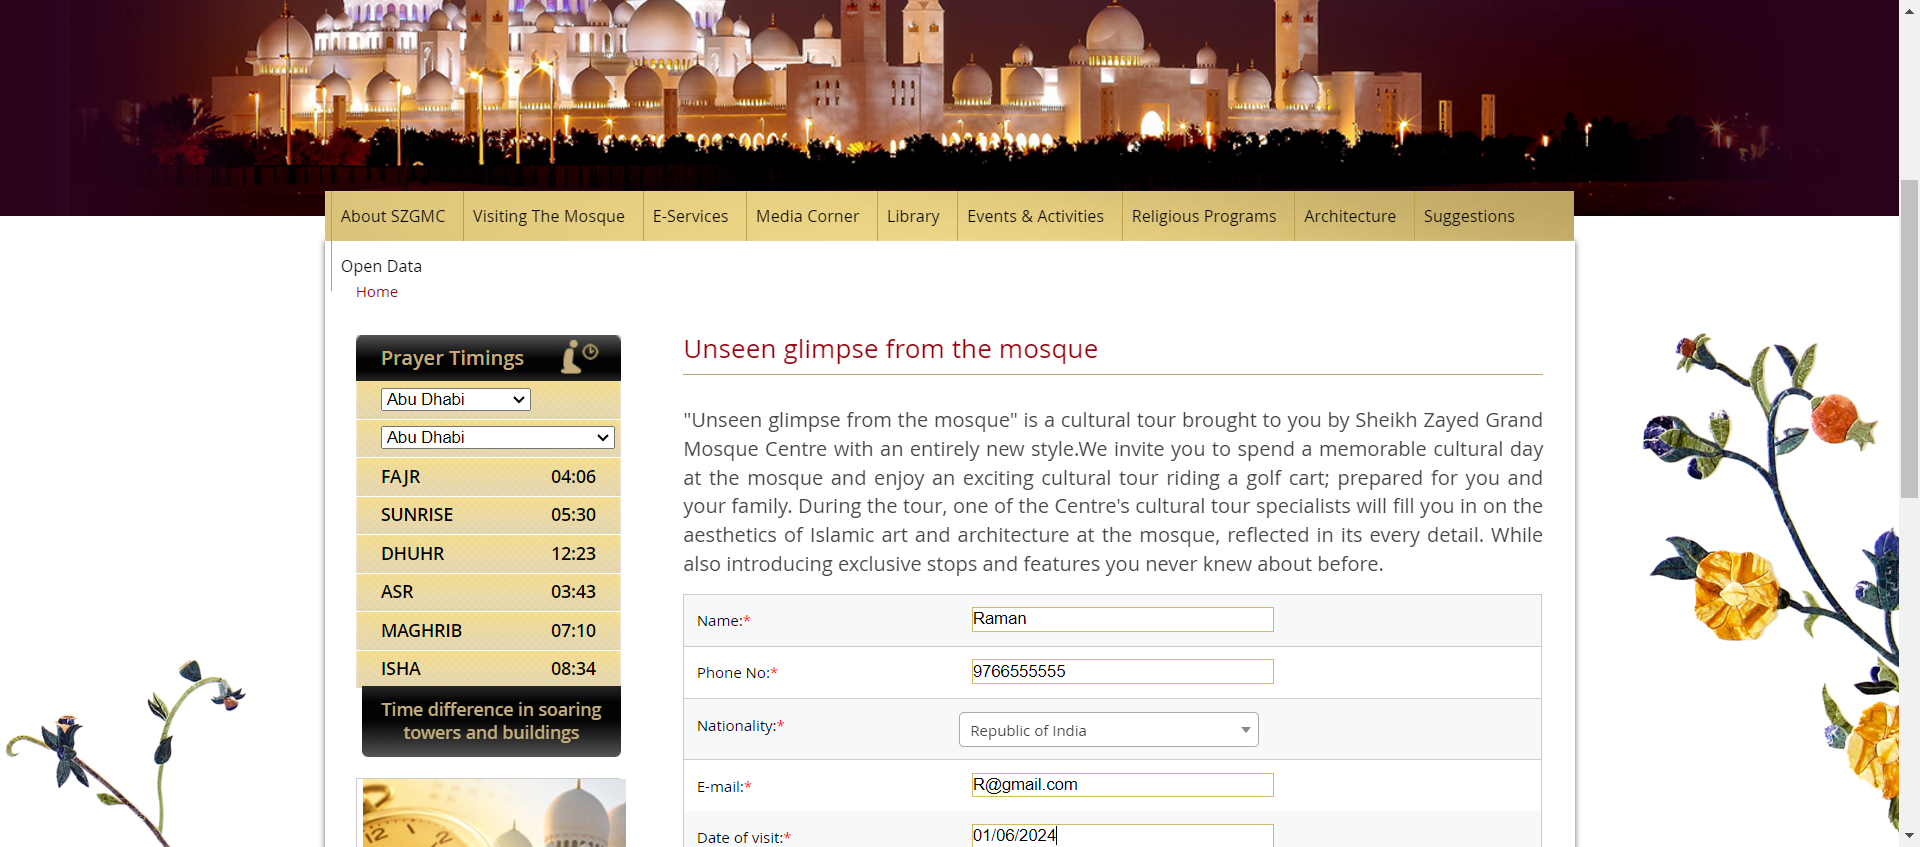 About SZGMC Visiting The Mosque E-Services Media Corner Library Events & Activities Religious Programs Architecture Suggestions
Open Data
Home
Prayer Timings
Abu Dhabi
Abu Dhabi
FAJR 04:06
SUNRISE 05:30
DHUHR 12:23
ASR 03:43
MAGHRIB 07:10
ISHA 08:34
Time difference in soaring
towers and buildings
Unseen glimpse from the mosque
"Unseen glimpse from the mosque" is a cultural tour brought to you by Sheikh Zayed Grand
Mosque Centre with an entirely new style.We invite you to spend a memorable cultural day
at the mosque and enjoy an exciting cultural tour riding a golf cart; prepared for you and
your family. During the tour, one of the Centre's cultural tour specialists will fill you in on the
aesthetics of Islamic art and architecture at the mosque, reflected in its every detail. While
also introducing exclusive stops and features you never knew about before.
Name:* Raman
Phone No:* 9766555555
Nationality:* Republic of India
E-mail:* R@gmail.com
Date of visit:* 01/06/2024